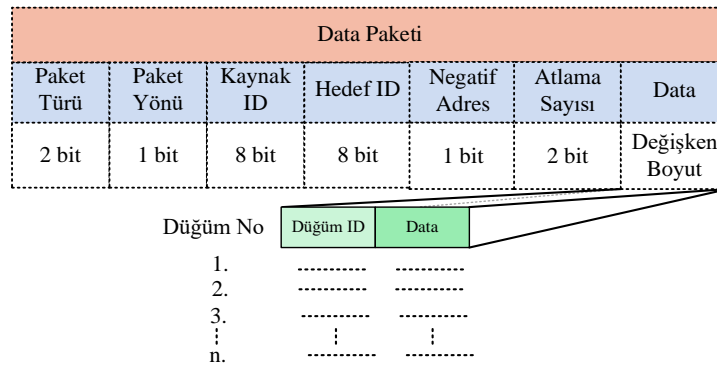 Data Paketi
Paket Türü
Paket Yönü
Kaynak ID
Hedef ID
Negatif Adres
Atlama Sayısı
Data
2 bit
1 bit
8 bit
8 bit
1 bit
2 bit
Değişken Boyut
Düğüm No
Düğüm ID
Data
1.
2.
3.
n.